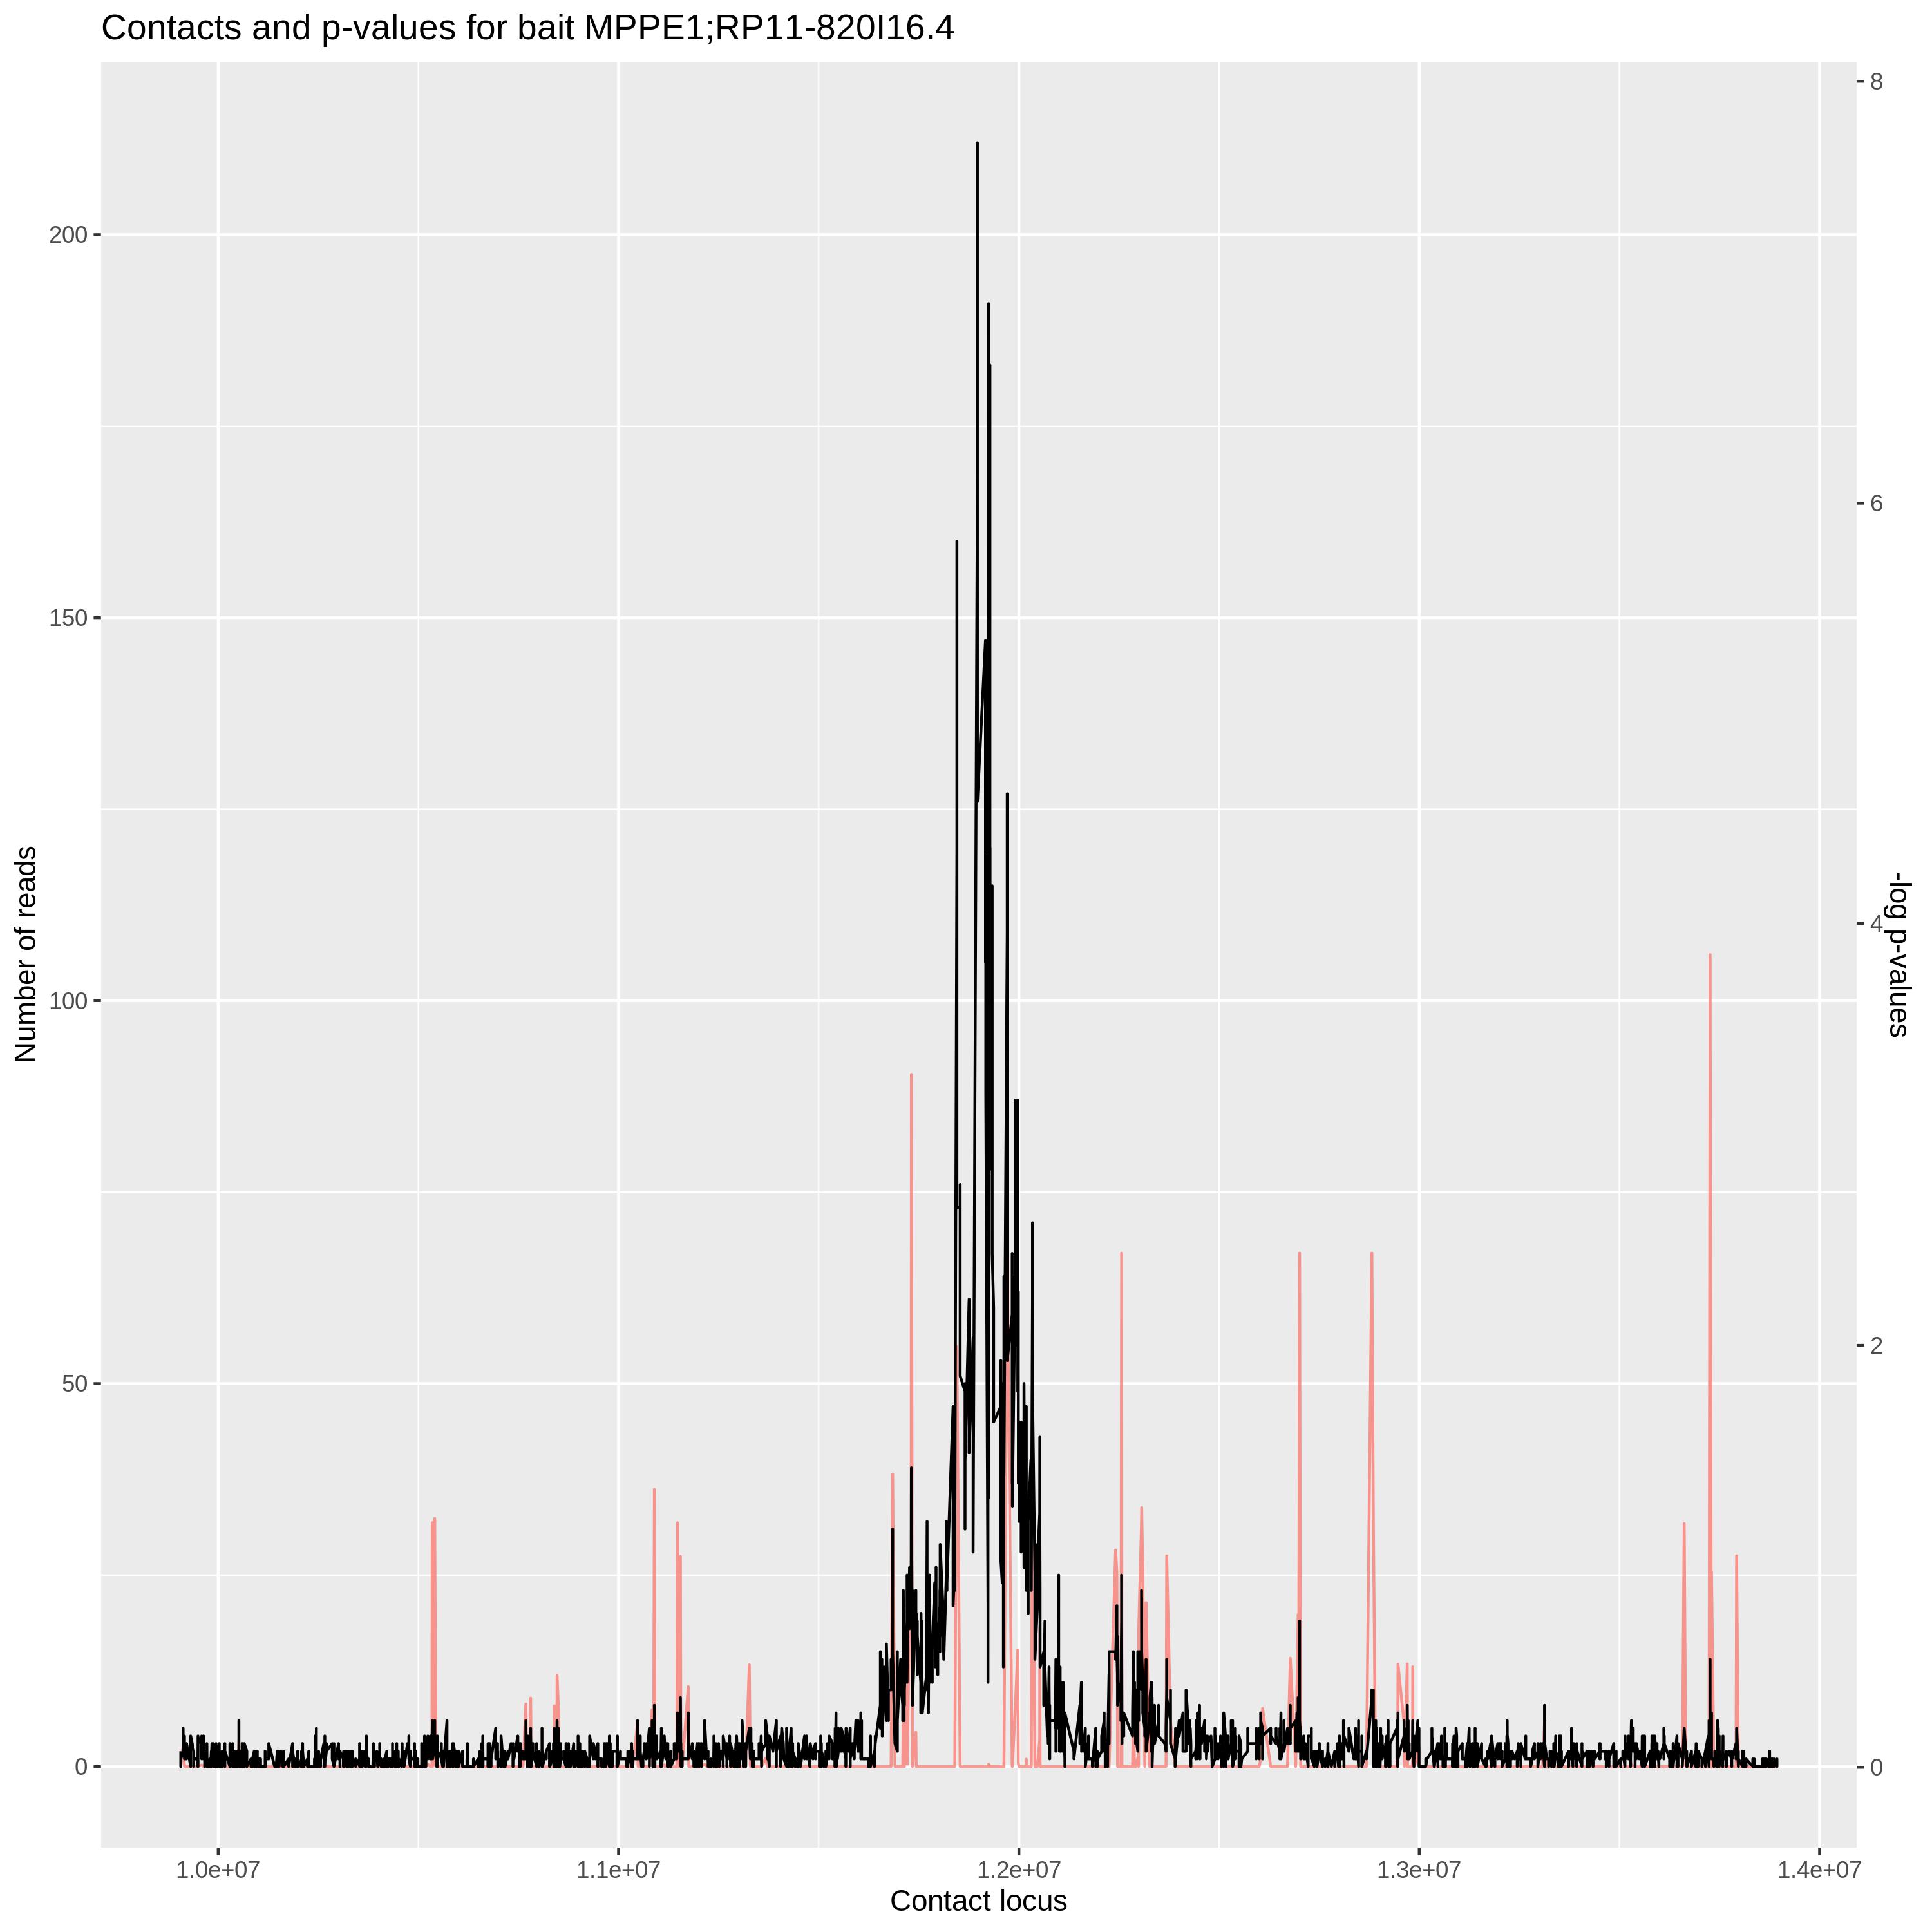 Contacts and p-values for bait MPPE1;RP11-820I16.4
200
150
100
50
0
Number of reads
8
6
4
2
0
-log p-values
1.0e+07
1.1e+07
1.2e+07
1.3e+07
1.4e+07
Contact locus